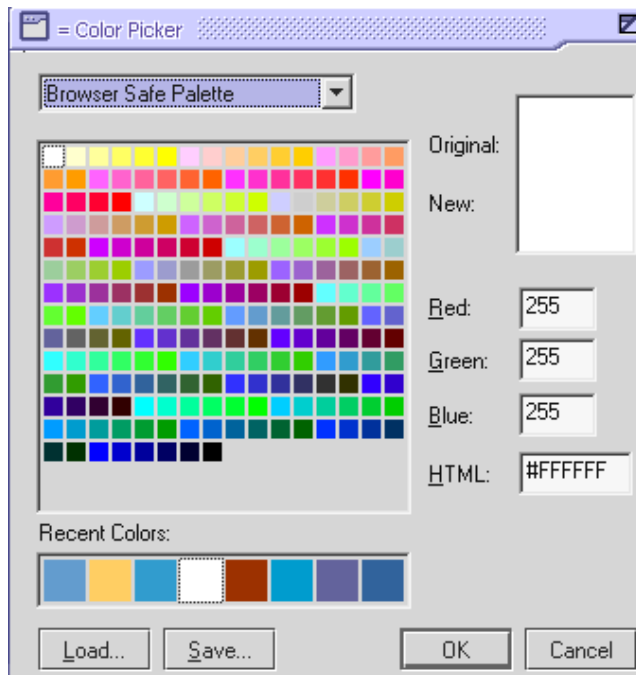 = Color Picker
Browser Safe Palette
Original:
New:
Red: 255
Green: 255
Blue: 255
HTML: #FFFFFF
Recent Colors:
Load... Save... OK Cancel